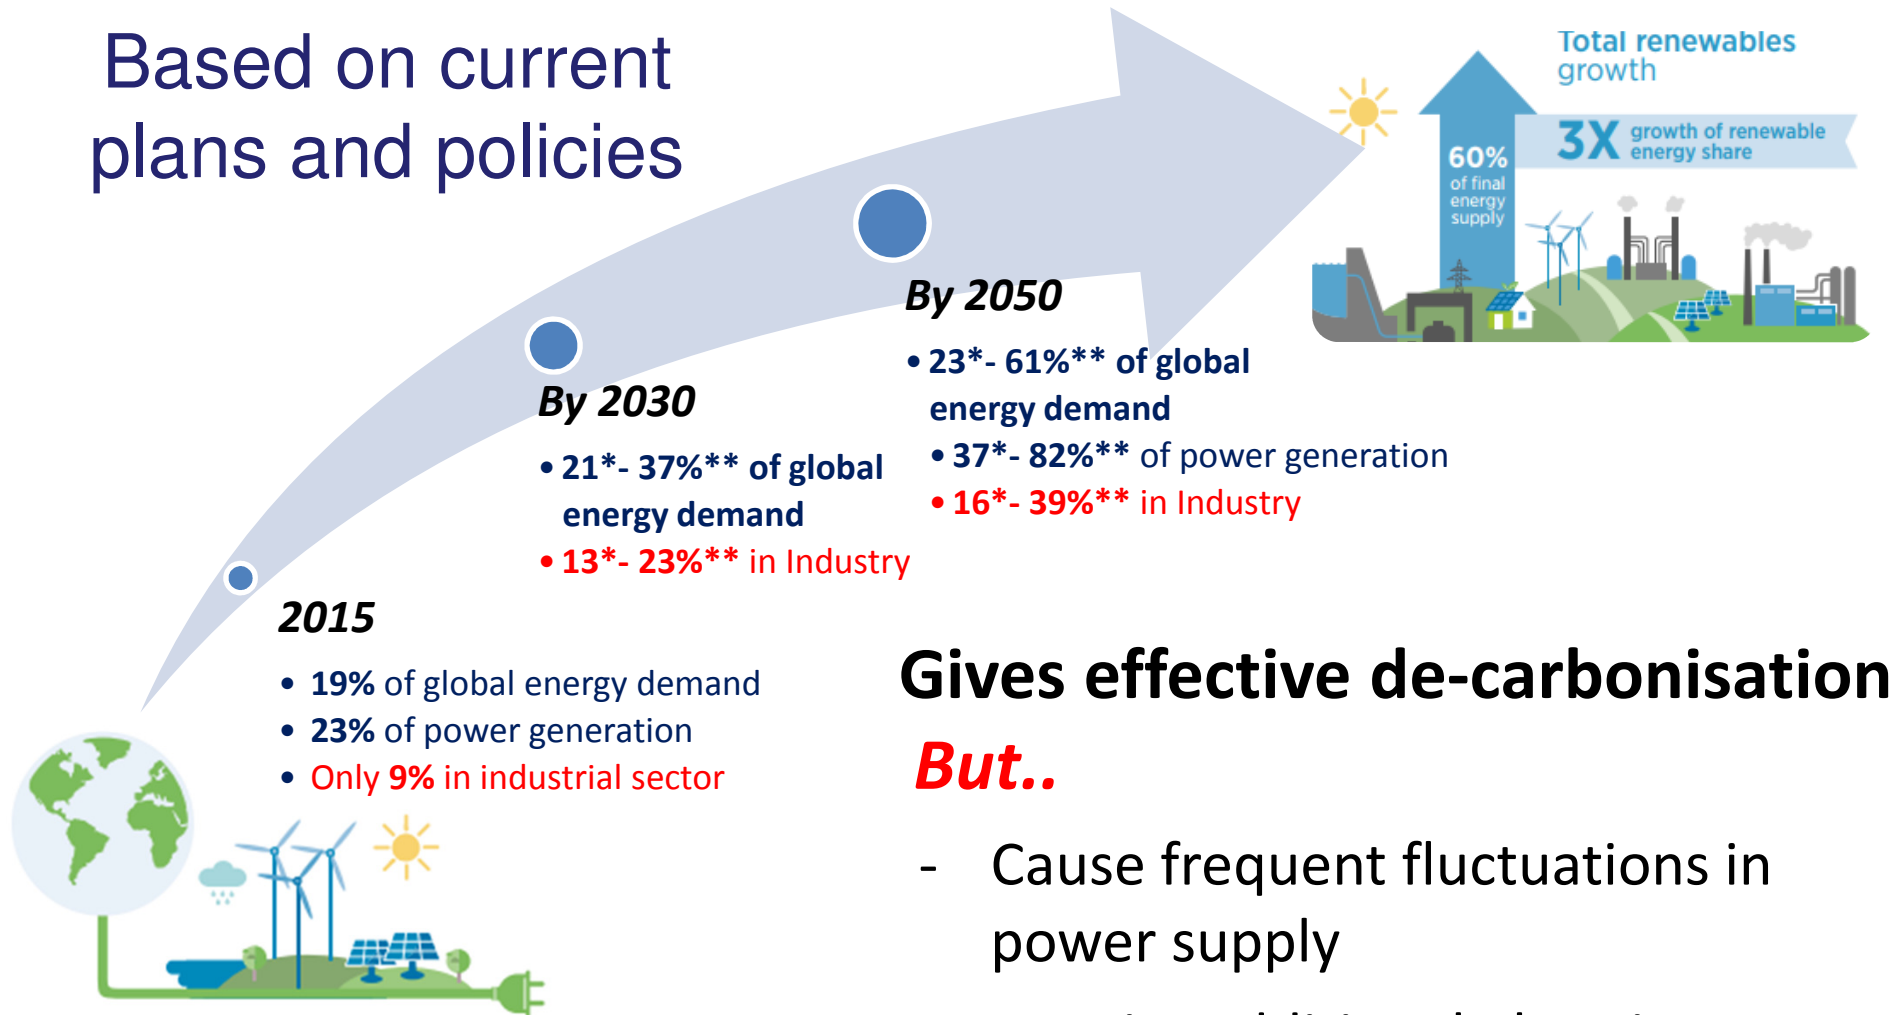 Based on current
plans and policies
Total renewables
growth
3X growth of renewable
energy share
60%
of final
energy
supply
By 2050
• 23*- 61%** of global
energy demand
• 37*- 82%** of power generation
• 16*- 39%** in Industry
By 2030
• 21*- 37%** of global
energy demand
• 13*- 23%** in Industry
2015
• 19% of global energy demand
• 23% of power generation
• Only 9% in industrial sector
Gives effective de-carbonisation
But..
- Cause frequent fluctuations in
power supply